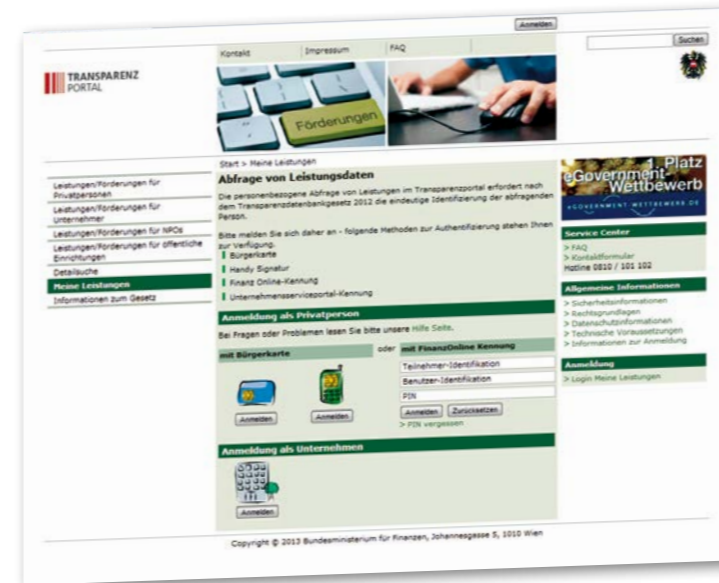 Anmelden
Kontakt
Impressum
FAQ
Suchen
TRANSPARENZ
PORTAL
Förderungen
Start > Meine Leistungen
Leistungen/Förderungen für
Privatpersonen
Leistungen/Förderungen für
Unternehmer
Leistungen/Förderungen für NPOs
Leistungen/Förderungen für öffentliche
Einrichtungen
Detailsuche
Meine Leistungen
Informationen zum Gesetz
Abfrage von Leistungsdaten
Die personenbezogene Abfrage von Leistungen im Transparenzportal erfordert nach
dem Transparenzdatenbankgesetz 2012 die eindeutige Identifizierung der abfragenden
Person.
Bitte melden Sie sich daher an - folgende Methoden zur Authentifizierung stehen Ihnen
zur Verfügung.
Bürgerkarte
Handy Signatur
Finanz Online-Kennung
Unternehmensserviceportal-Kennung
Anmeldung als Privatperson
Bei Fragen oder Problemen lesen Sie bitte unsere Hilfe Seite.
mit Bürgerkarte
oder
mit FinanzOnline Kennung
Teilnehmer-Identifikation
Benutzer-Identifikation
PIN
Anmelden
Anmelden
Anmelden
Zurücksetzen
> PIN vergessen
Anmeldung als Unternehmen
Anmelden
1. Platz
eGovernment-
Wettbewerb
eGOVERNMENT-WETTBEWERB.DE
Service Center
> FAQ
> Kontaktformular
Hotline 0810 / 101 102
Allgemeine Informationen
> Sicherheitsinformationen
> Rechtsgrundlagen
> Datenschutzinformationen
> Technische Voraussetzungen
> Informationen zur Anmeldung
Anmeldung
> Login Meine Leistungen
Copyright © 2013 Bundesministerium für Finanzen, Johannesgasse 5, 1010 Wien